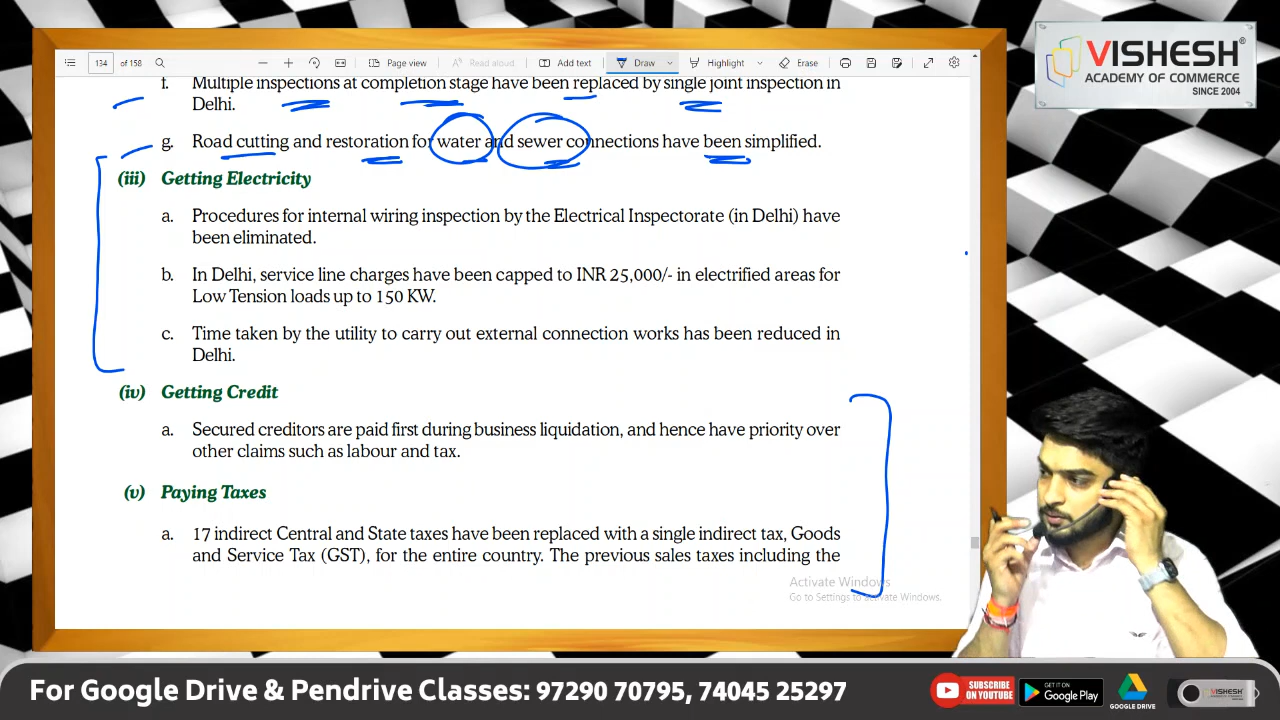 VISHESH®
ACADEMY OF COMMERCE
SINCE 2004
134 of 158
Page view
Read aloud
Add text
Draw
Highlight
Erase
f. Multiple inspections at completion stage have been replaced by single joint inspection in
Delhi.
g. Road cutting and restoration for water and sewer connections have been simplified.
(iii) Getting Electricity
a. Procedures for internal wiring inspection by the Electrical Inspectorate (in Delhi) have
been eliminated.
b. In Delhi, service line charges have been capped to INR 25,000/- in electrified areas for
Low Tension loads up to 150 KW.
c. Time taken by the utility to carry out external connection works has been reduced in
Delhi.
(iv) Getting Credit
a. Secured creditors are paid first during business liquidation, and hence have priority over
other claims such as labour and tax.
(v) Paying Taxes
a. 17 indirect Central and State taxes have been replaced with a single indirect tax, Goods
and Service Tax (GST), for the entire country. The previous sales taxes including the
Activate Windows
Go to Settings to activate Windows.
For Google Drive & Pendrive Classes: 97290 70795, 74045 25297
SUBSCRIBE
ON YOUTUBE
GET IT ON
Google Play
GOOGLE DRIVE
VISHESH